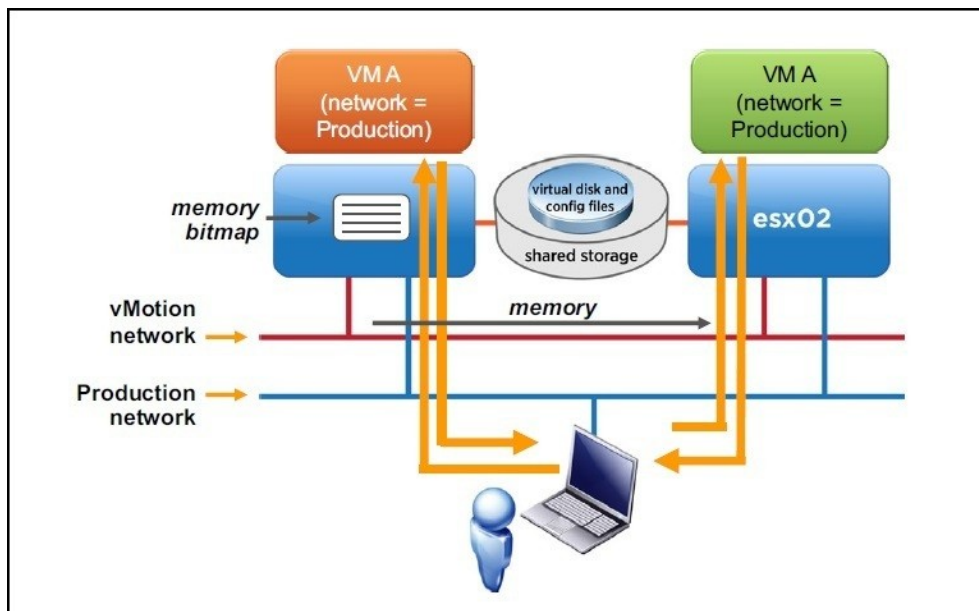 VM A
(network =
Production)
VM A
(network =
Production)
memory
bitmap
virtual disk and
config files
shared storage
esx02
vMotion
network
memory
Production
network